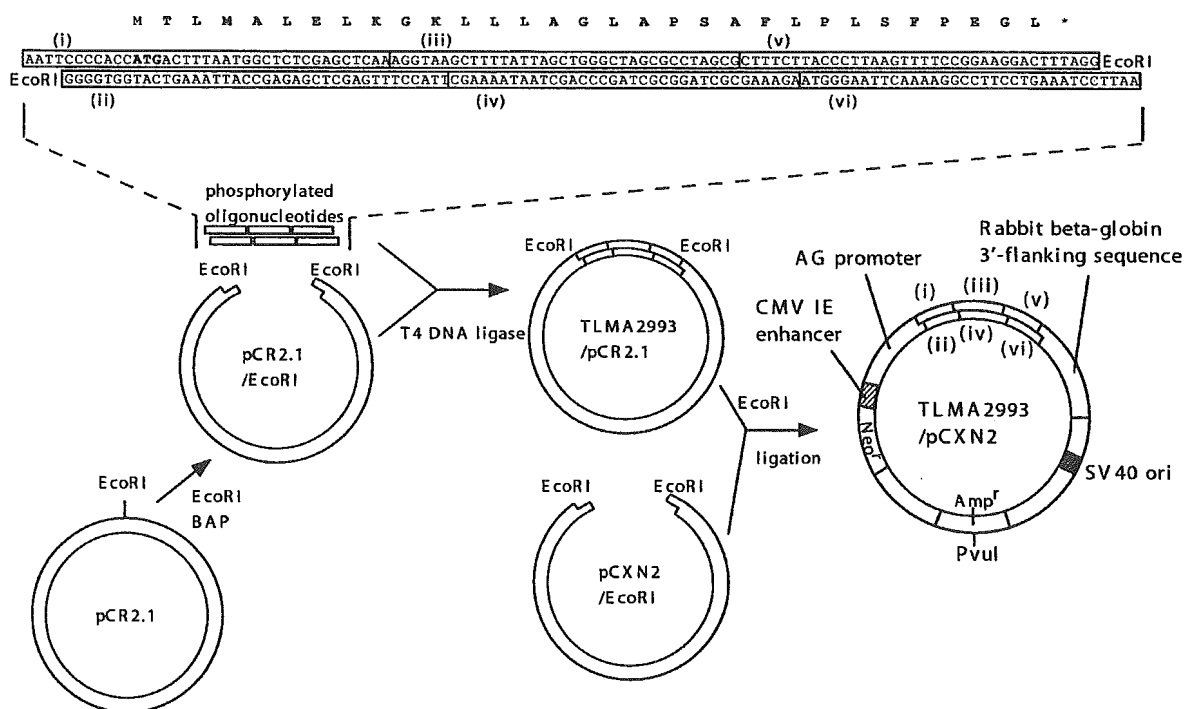 M T L M A L E L K G K L L L A G L A P S A F L P L S F P E G L *
(i) (iii) (v)
AATTCCCCACCATGACTTTAATGGCTCTCGAGCTCAAAGGTAAGCTTTTATTAGCTGGGCTAGCGCCTAGCGCTTTCTTACCCTTAAGTTTTCCGGAAGGACTTTAGG EcoRI
EcoRI GGGGTGGTACTGAAATTACCGAGAGCTCGAGTTTCCATTCGAAAATAATCGACCCGATCGCGGATCGCGAAAGAATGGGAATTCAAAAGGCCTTCCTGAAATCCTTAA
(ii) (iv) (vi)
phosphorylated
oligonucleotides
EcoRI EcoRI
pCR2.1
/EcoRI
EcoRI
EcoRI
BAP
pCR2.1
T4 DNA ligase
EcoRI EcoRI
TLMA2993
/pCR2.1
EcoRI
ligation
EcoRI EcoRI
pCXN2
/EcoRI
Rabbit beta-globin
3'-flanking sequence
AG promoter
CMV IE
enhancer
(i) (iii) (v)
(ii) (iv) (vi)
TLMA2993
/pCXN2
Neor
SV40 ori
Ampr
PvuI